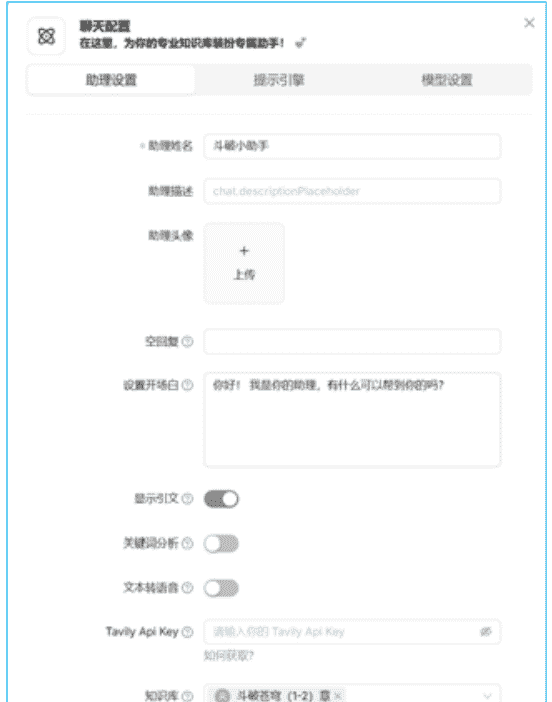 聊天配置
在这里，为你的专业知识库装扮专属助手！
助理设置 提示引擎 模型设置
* 助理姓名 斗破小助手
助理描述 chat.descriptionPlaceholder
助理头像
+
上传
空回复
设置开场白 你好！ 我是你的助理，有什么可以帮到你的吗？
显示引文
关键词分析
文本转语音
Tavily Api Key 请输入你的 Tavily Api Key
如何获取?
知识库 斗破苍穹（1-2）章 ×